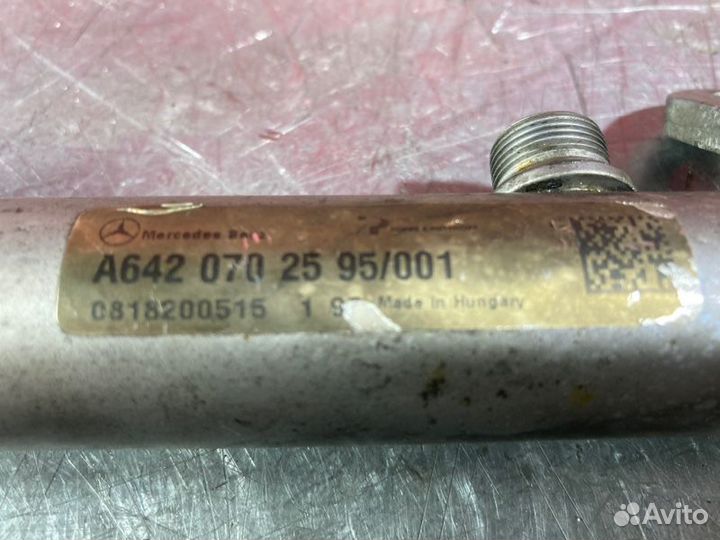 Mercedes Benz
A642 070 25 95/001
0818200515 1 Made in Hungary
Avito